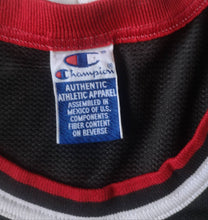 Champion
AUTHENTIC
ATHLETIC APPAREL
ASSEMBLED IN
MEXICO OF U.S.
COMPONENTS
FIBER CONTENT
ON REVERSE